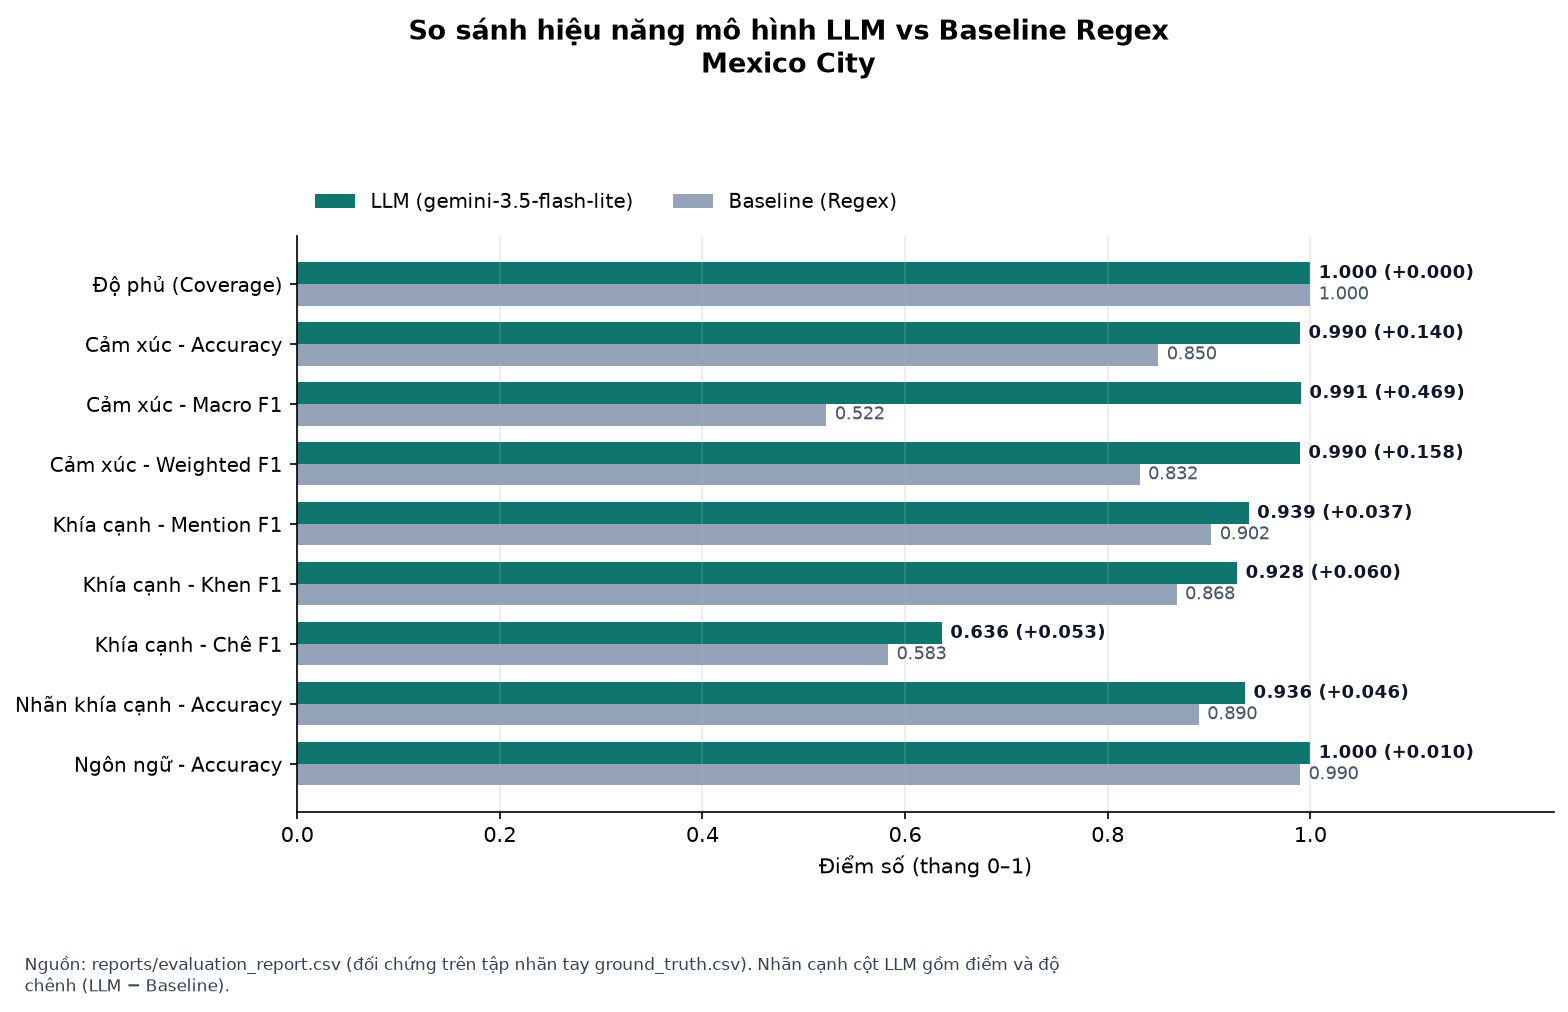 So sánh hiệu năng mô hình LLM vs Baseline Regex
Mexico City
LLM (gemini-3.5-flash-lite)
Baseline (Regex)
Độ phủ (Coverage)
1.000 (+0.000)
1.000
Cảm xúc - Accuracy
0.990 (+0.140)
0.850
Cảm xúc - Macro F1
0.991 (+0.469)
0.522
Cảm xúc - Weighted F1
0.990 (+0.158)
0.832
Khía cạnh - Mention F1
0.939 (+0.037)
0.902
Khía cạnh - Khen F1
0.928 (+0.060)
0.868
Khía cạnh - Chê F1
0.636 (+0.053)
0.583
Nhãn khía cạnh - Accuracy
0.936 (+0.046)
0.890
Ngôn ngữ - Accuracy
1.000 (+0.010)
0.990
0.0 0.2 0.4 0.6 0.8 1.0
Điểm số (thang 0–1)
Nguồn: reports/evaluation_report.csv (đối chứng trên tập nhãn tay ground_truth.csv). Nhãn cạnh cột LLM gồm điểm và độ
chênh (LLM − Baseline).